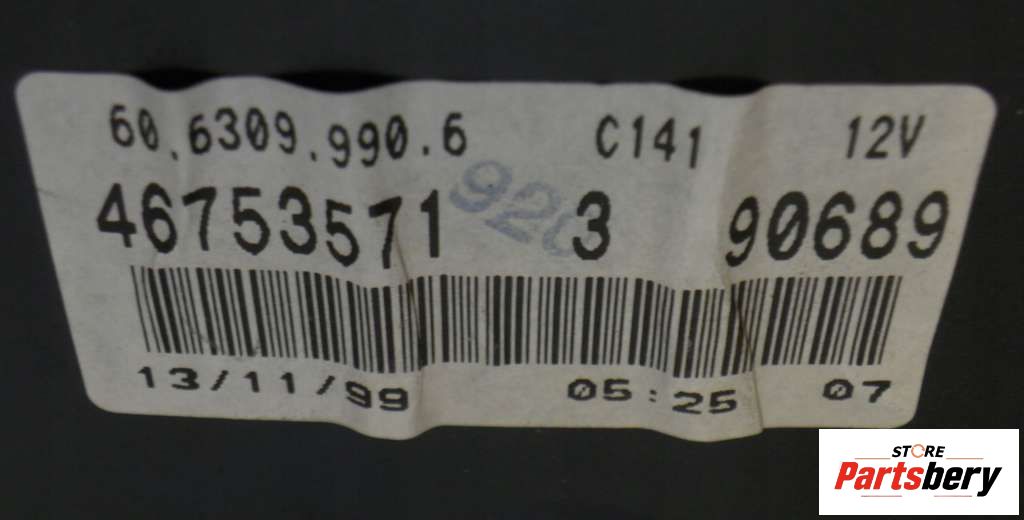 60.6309.990.6 C141 12V
46753571 3 90689
920
13/11/99 05:25 07
STORE
Partsbery